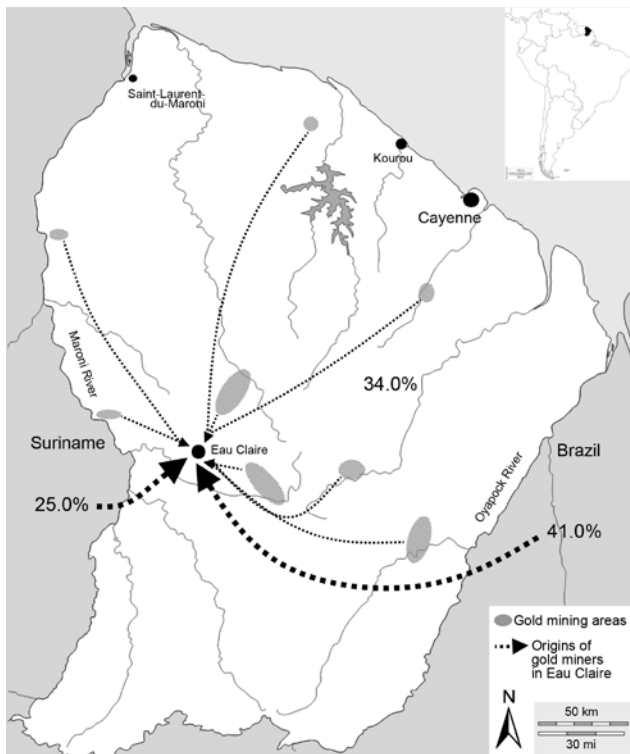 Saint-Laurent-
du-Maroni
Kourou
Cayenne
Maroni River
34.0%
Suriname
Eau Claire
Brazil
Oyapock River
25.0%
41.0%
Gold mining areas
Origins of
gold miners
in Eau Claire
N
50 km
30 mi